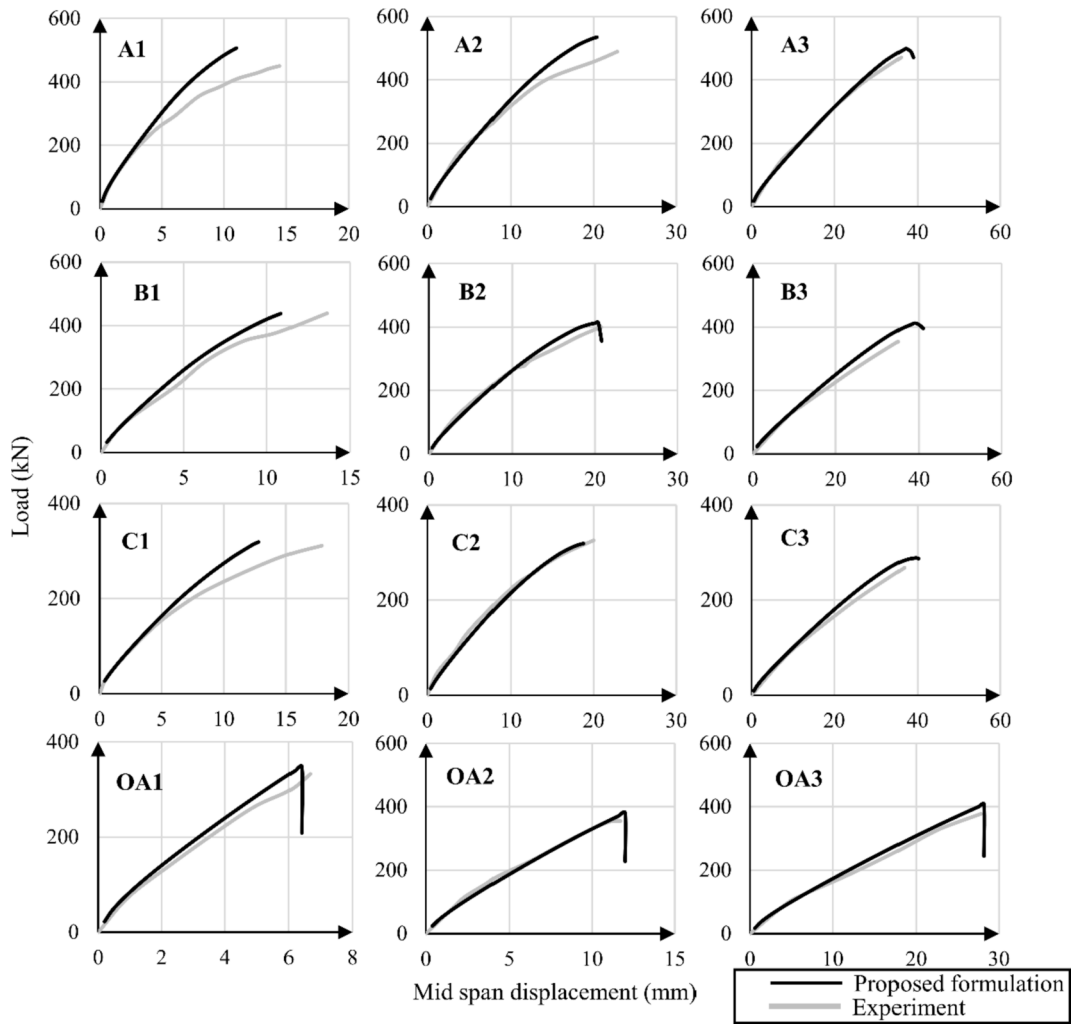 600
A1
400
200
0
0 5 10 15 20
600
A2
400
200
0
0 10 20 30
600
A3
400
200
0
0 20 40 60
600
B1
400
200
0
0 5 10 15
600
B2
400
200
0
0 10 20 30
600
B3
400
200
0
0 20 40 60
Load (kN)
400
C1
200
0
0 5 10 15 20
400
C2
200
0
0 10 20 30
400
C3
200
0
0 20 40 60
400
OA1
200
0
0 2 4 6 8
600
OA2
400
200
0
0 5 10 15
600
OA3
400
200
0
0 10 20 30
Mid span displacement (mm)
Proposed formulation
Experiment